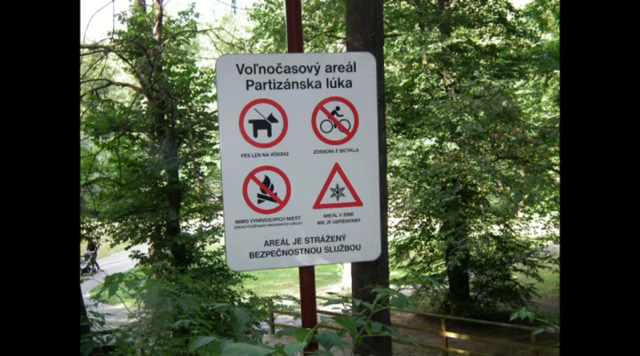 Voľnočasový areál
Partizánska lúka
PES LEN NA VÔDZKE
ZOSADNI Z BICYKLA
MIMO VYHRADENÝCH MIEST
AREÁL V ZIME
NIE JE UDRŽIAVANÝ
AREÁL JE STRÁŽENÝ
BEZPEČNOSTNOU SLUŽBOU